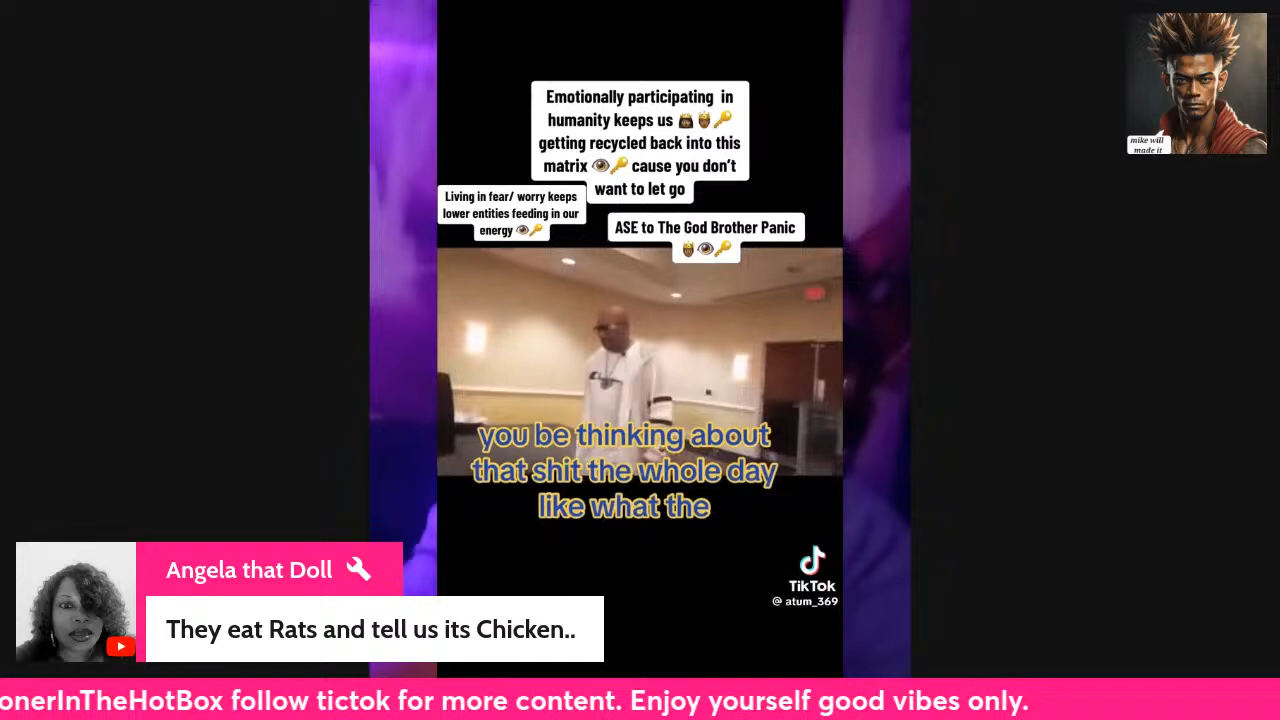 Emotionally participating in
humanity keeps us 👩🏿🤴🏿🔑
getting recycled back into this
matrix 👁️🔑 cause you don't
want to let go
Living in fear/ worry keeps
lower entities feeding in our
energy 👁️🔑
ASE to The God Brother Panic
🤴🏿👁️🔑
mike will
made it
you be thinking about
that shit the whole day
like what the
TikTok
@ atum_369
Angela that Doll
They eat Rats and tell us its Chicken..
onerInTheHotBox follow tictok for more content. Enjoy yourself good vibes only.